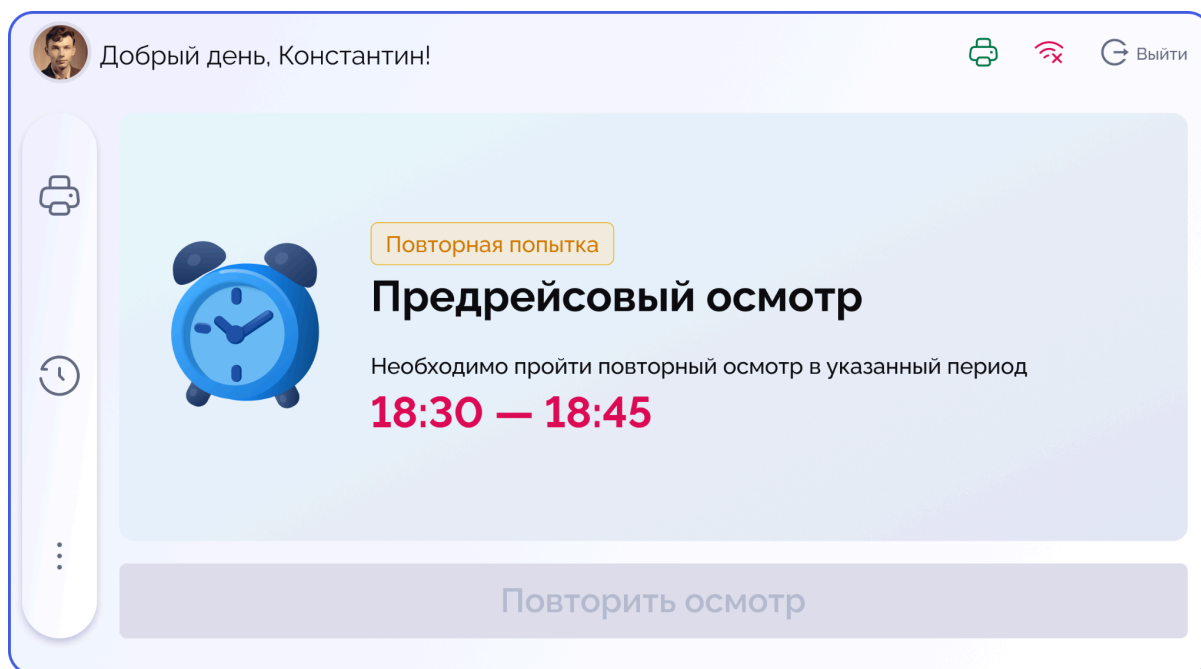 Добрый день, Константин!
Выйти
Повторная попытка
Предрейсовый осмотр
Необходимо пройти повторный осмотр в указанный период
18:30 — 18:45
Повторить осмотр